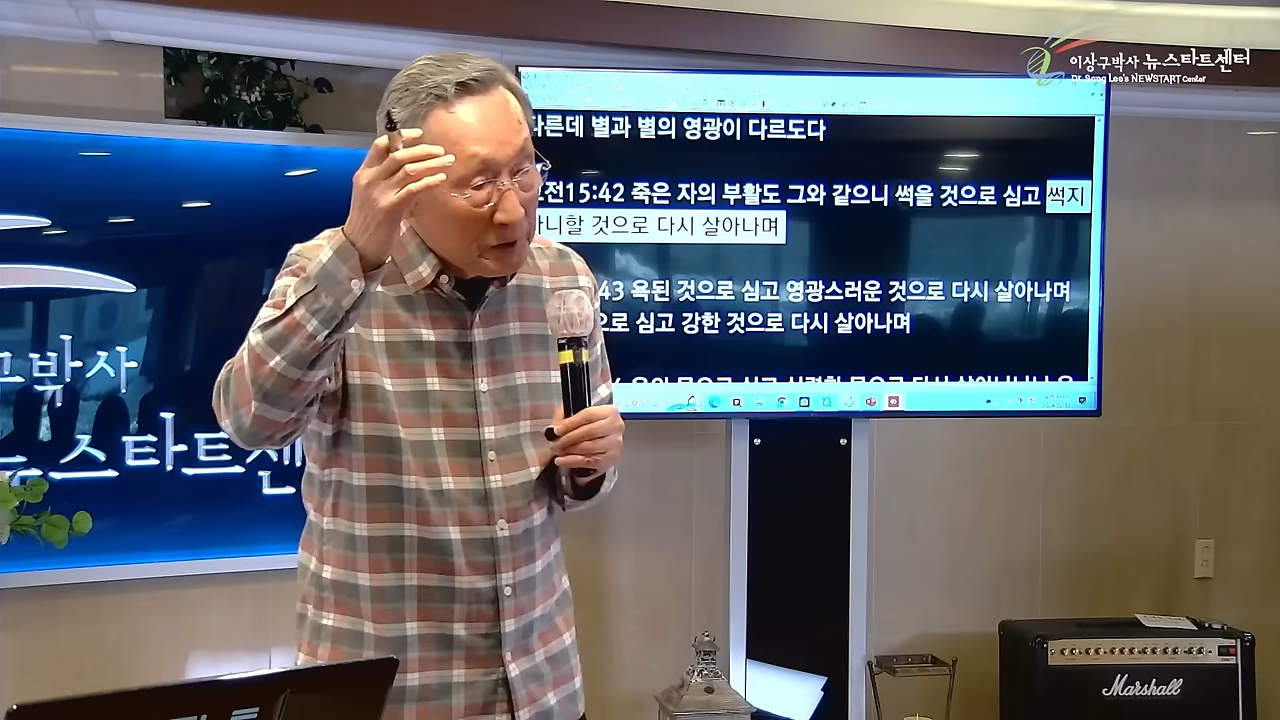 이상구박사 뉴스타트센터
Dr. Sang Lee's NEWSTART Center
다른데 별과 별의 영광이 다르도다
고전15:42 죽은 자의 부활도 그와 같으니 썩을 것으로 심고 썩지
아니할 것으로 다시 살아나며
43 욕된 것으로 심고 영광스러운 것으로 다시 살아나며
으로 심고 강한 것으로 다시 살아나며
구박사
뉴스타트센
Marshall